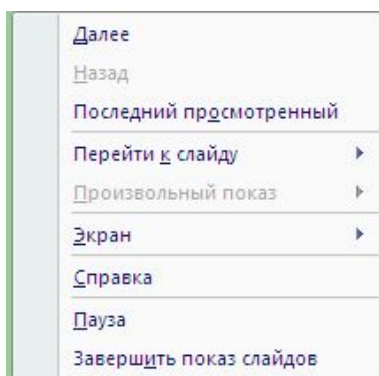 Далее
Назад
Последний просмотренный
Перейти к слайду
Произвольный показ
Экран
Справка
Пауза
Завершить показ слайдов